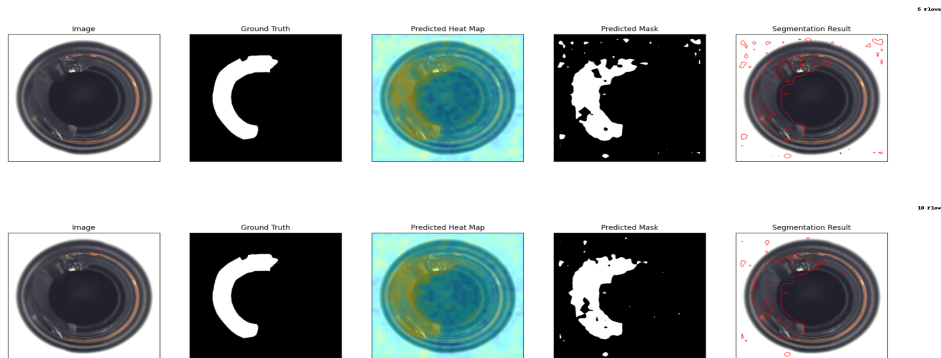 5 Flows
Image Ground Truth Predicted Heat Map Predicted Mask Segmentation Result
10 Flow
Image Ground Truth Predicted Heat Map Predicted Mask Segmentation Result